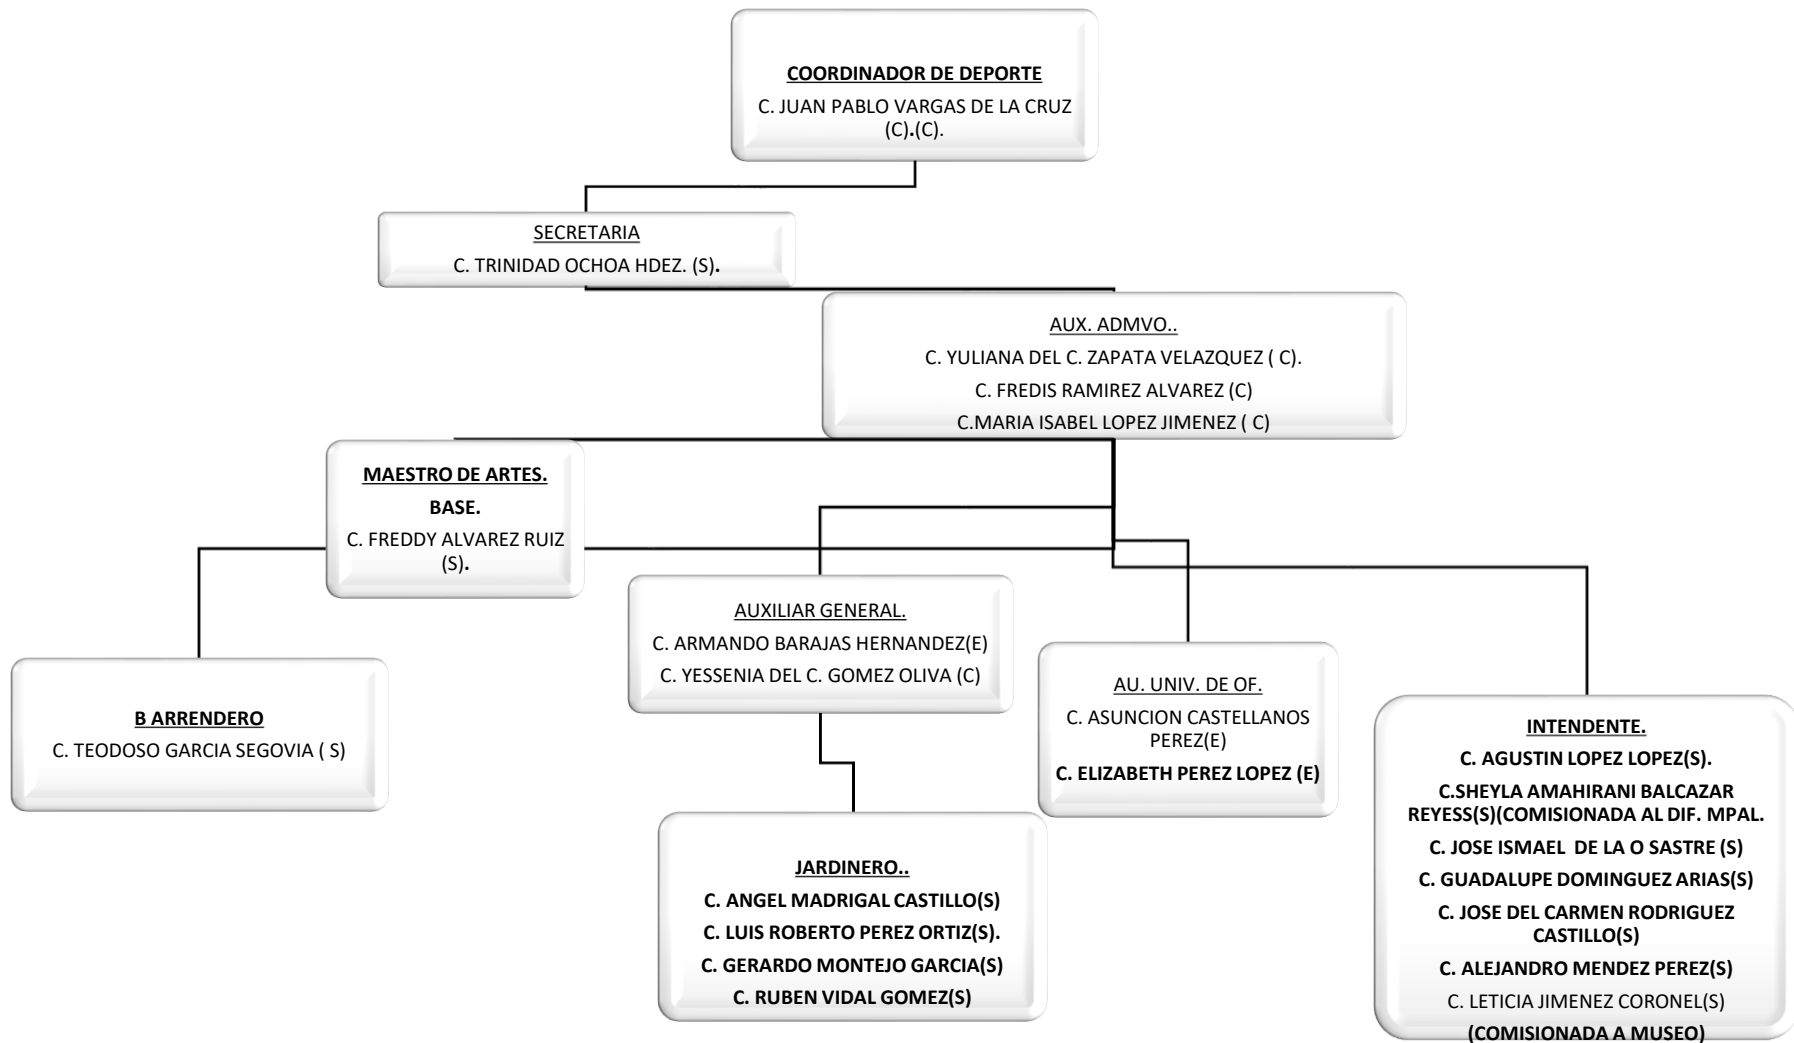 COORDINADOR DE DEPORTE
C. JUAN PABLO VARGAS DE LA CRUZ
(C).(C).
SECRETARIA
C. TRINIDAD OCHOA HDEZ. (S).
AUX. ADMVO..
C. YULIANA DEL C. ZAPATA VELAZQUEZ ( C).
C. FREDIS RAMIREZ ALVAREZ (C)
C.MARIA ISABEL LOPEZ JIMENEZ ( C)
MAESTRO DE ARTES.
BASE.
C. FREDDY ALVAREZ RUIZ
(S).
B ARRENDERO
C. TEODOSO GARCIA SEGOVIA ( S)
AUXILIAR GENERAL.
C. ARMANDO BARAJAS HERNANDEZ(E)
C. YESSENIA DEL C. GOMEZ OLIVA (C)
AU. UNIV. DE OF.
C. ASUNCION CASTELLANOS
PEREZ(E)
C. ELIZABETH PEREZ LOPEZ (E)
JARDINERO..
C. ANGEL MADRIGAL CASTILLO(S)
C. LUIS ROBERTO PEREZ ORTIZ(S).
C. GERARDO MONTEJO GARCIA(S)
C. RUBEN VIDAL GOMEZ(S)
INTENDENTE.
C. AGUSTIN LOPEZ LOPEZ(S).
C.SHEYLA AMAHIRANI BALCAZAR
REYESS(S)(COMISIONADA AL DIF. MPAL.
C. JOSE ISMAEL  DE LA O SASTRE (S)
C. GUADALUPE DOMINGUEZ ARIAS(S)
C. JOSE DEL CARMEN RODRIGUEZ
CASTILLO(S)
C. ALEJANDRO MENDEZ PEREZ(S)
C. LETICIA JIMENEZ CORONEL(S)
(COMISIONADA A MUSEO)